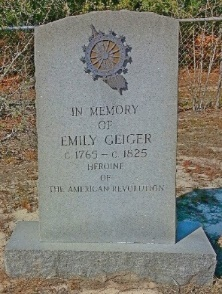 IN MEMORY
OF
EMILY GEIGER
C. 1765 – C. 1825
HEROINE
OF
THE AMERICAN REVOLUTION